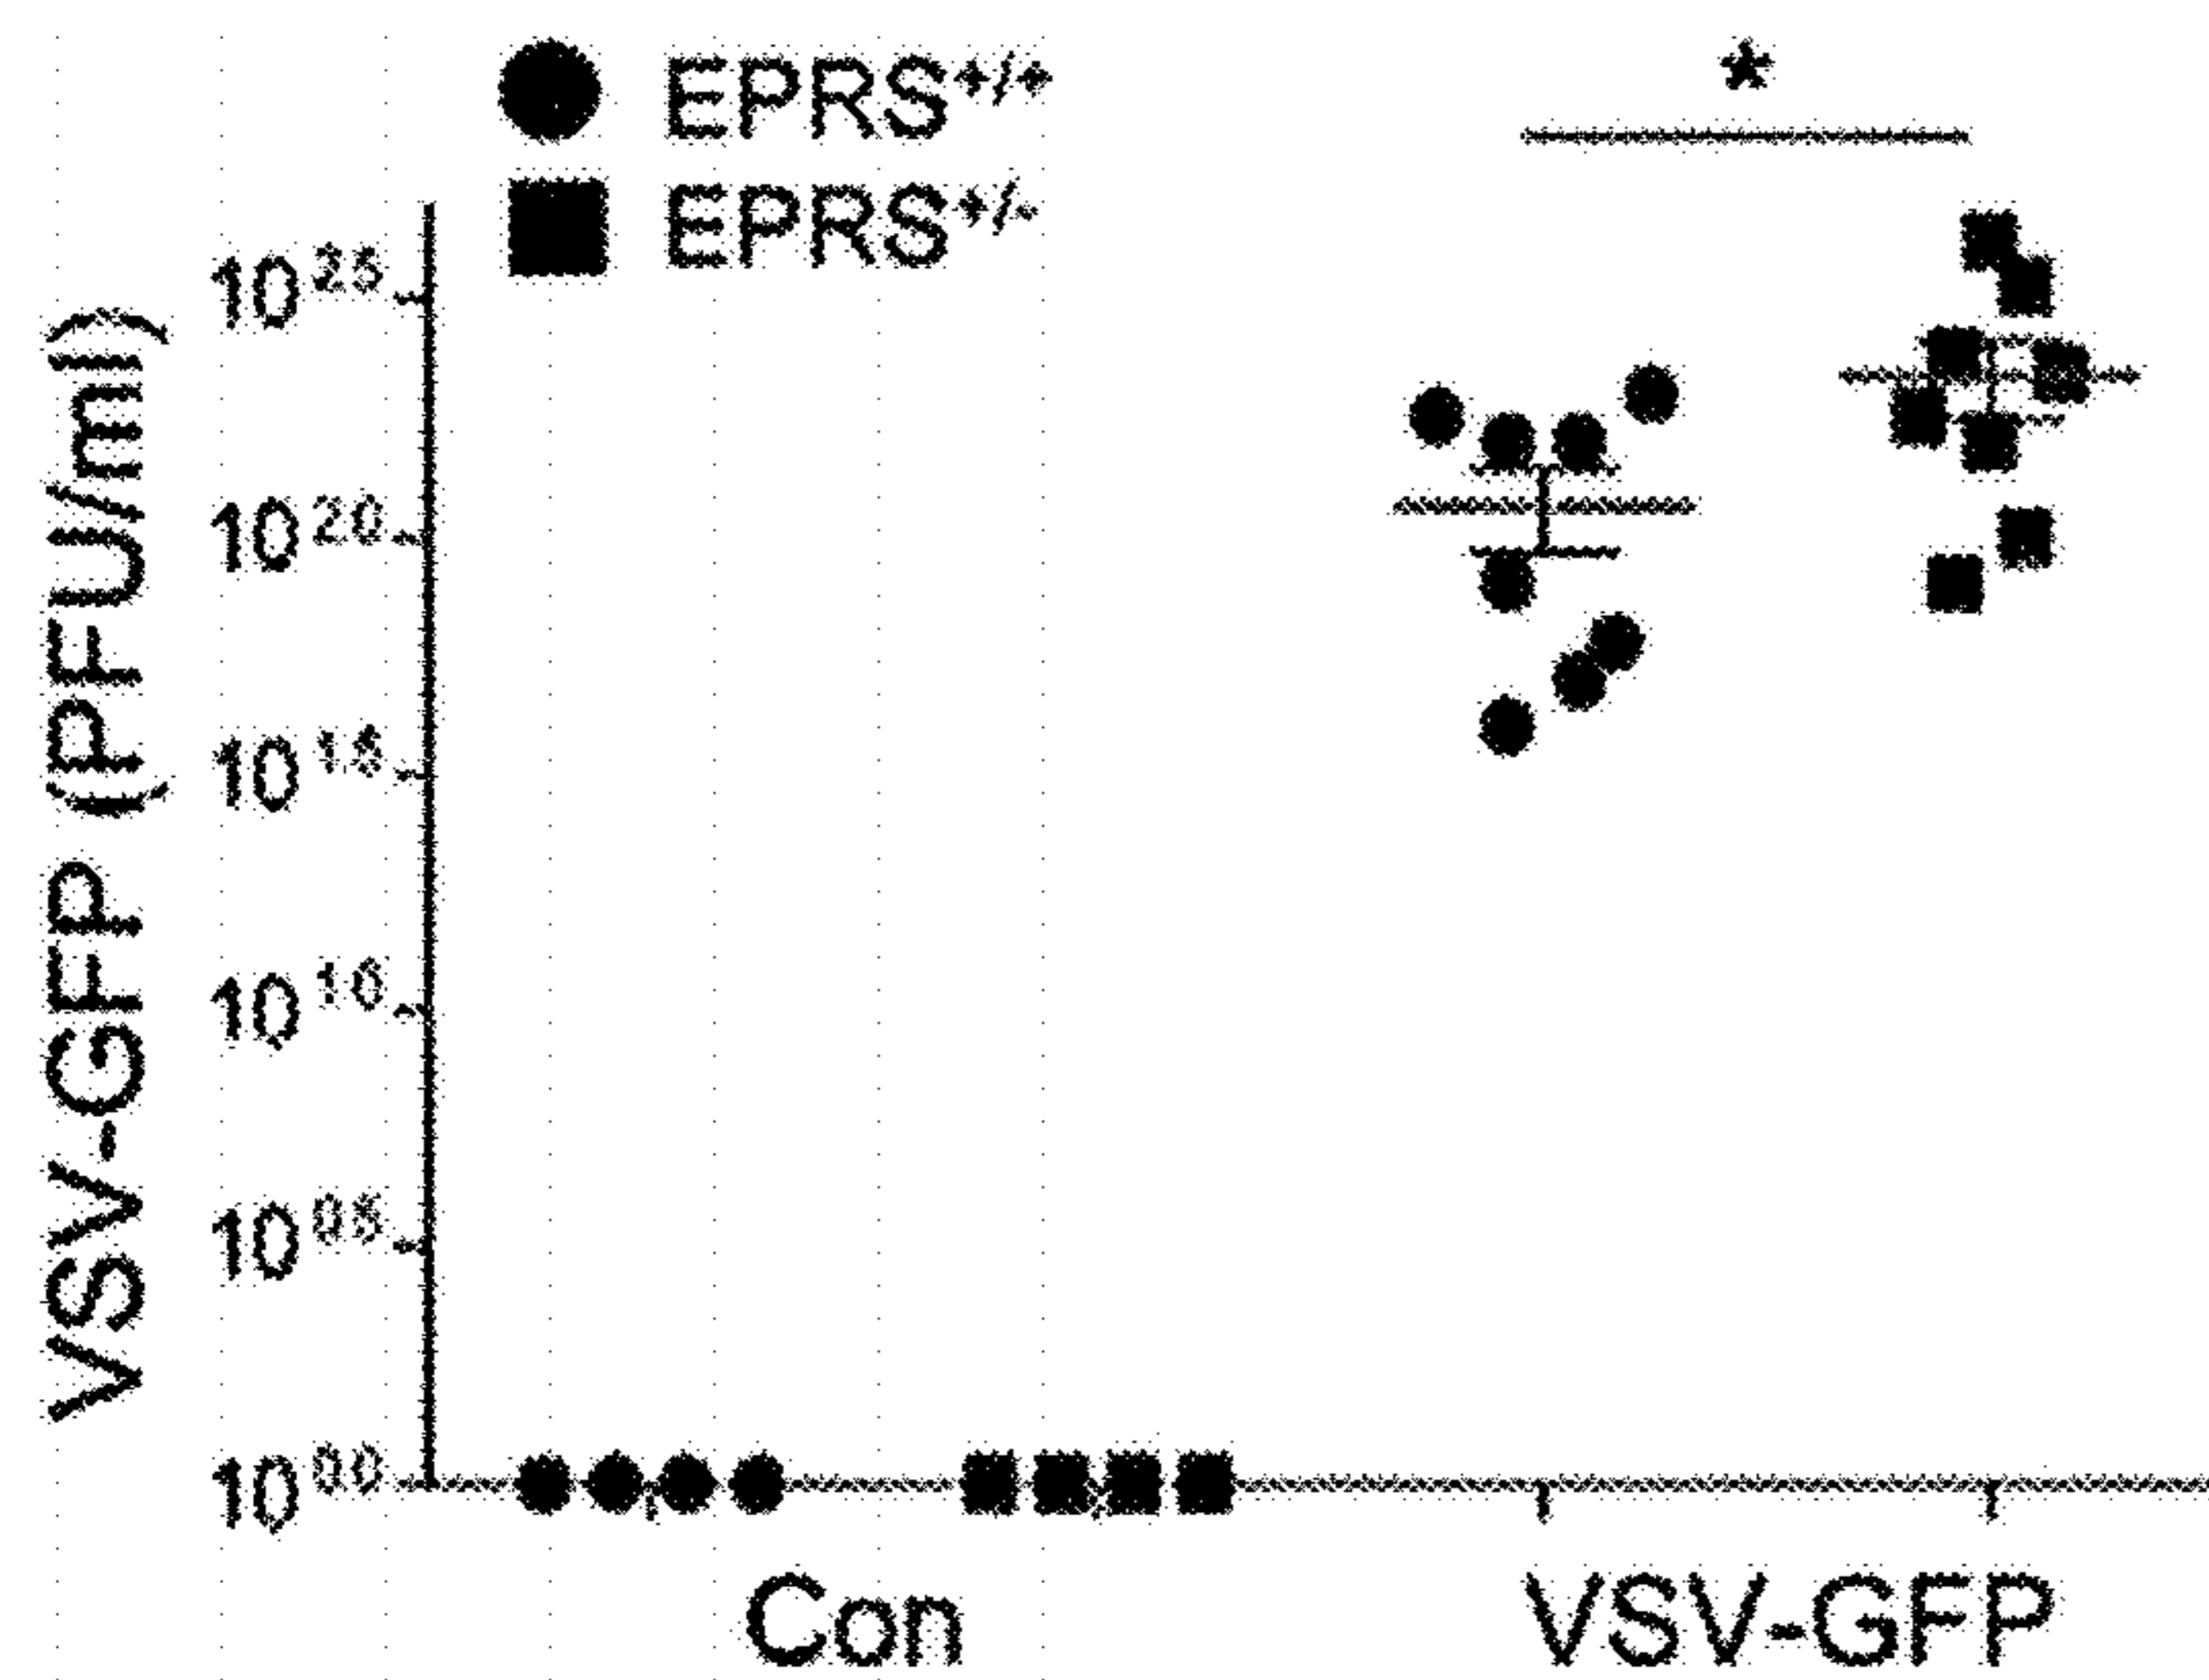 EPRS+/+
EPRS+/-
*
VSV-GFP (PFU/ml)
10^25
10^20
10^15
10^10
10^05
10^00
Con
VSV-GFP